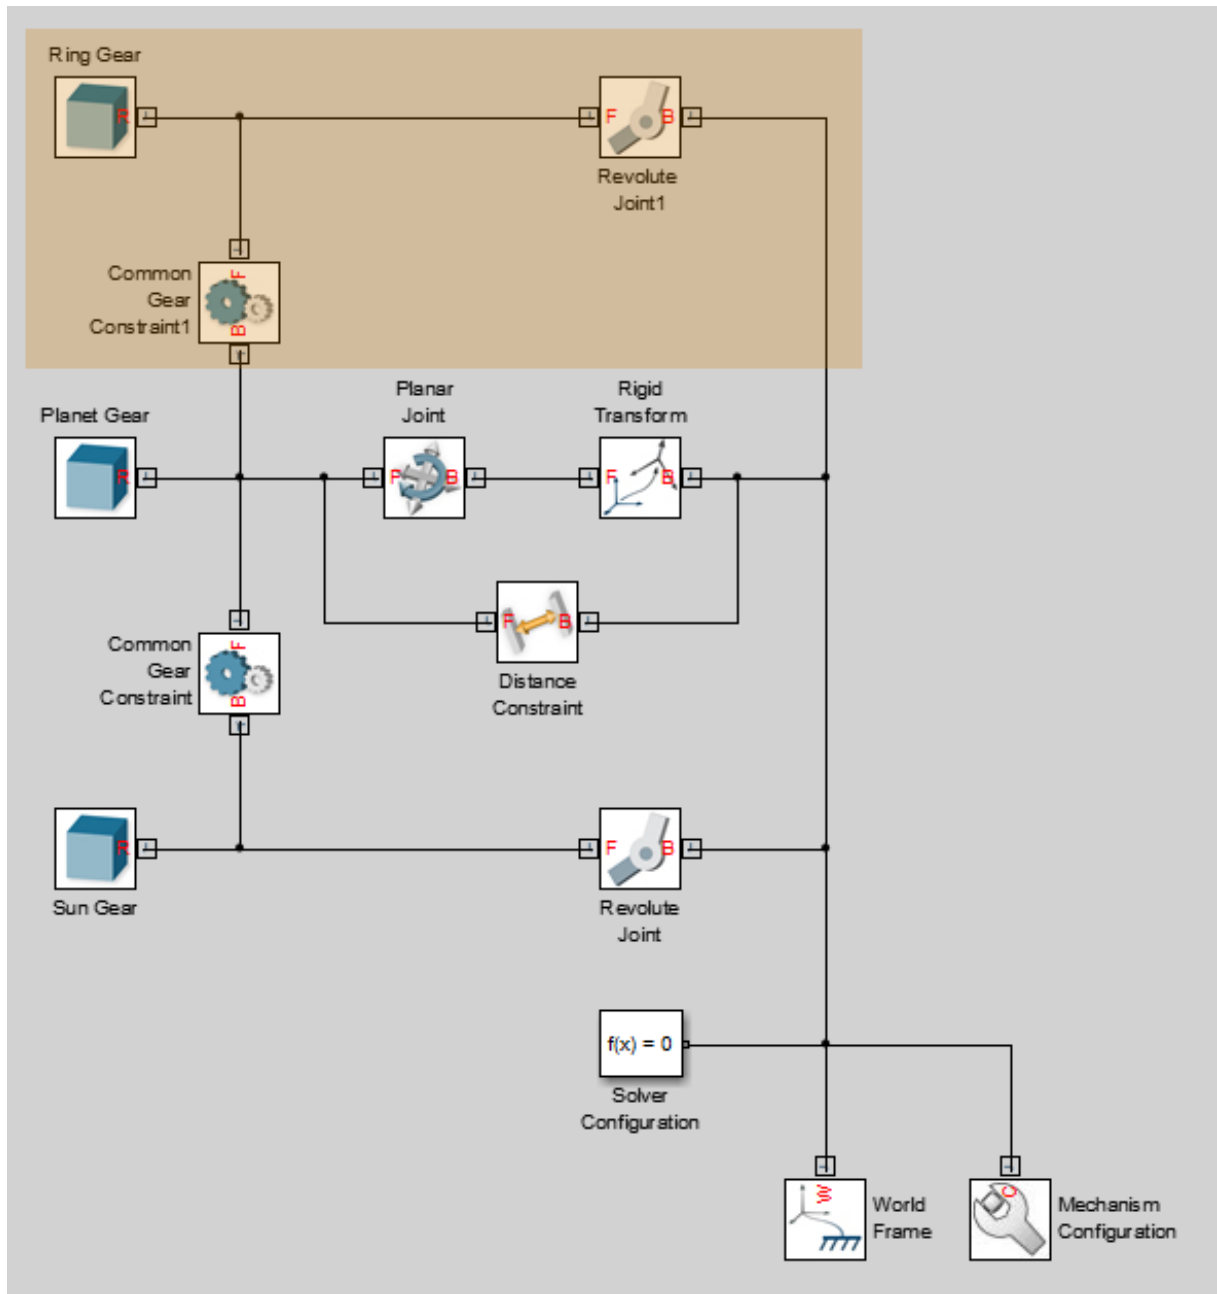 Ring Gear
R
F
B
Revolute
Joint1
Common
Gear
Constraint1
F
B
Planar
Joint
Rigid
Transform
Planet Gear
R
F
B
F
B
F
B
Distance
Constraint
Common
Gear
Constraint
F
B
R
F
B
Sun Gear
Revolute
Joint
f(x) = 0
Solver
Configuration
W
World
Frame
C
Mechanism
Configuration